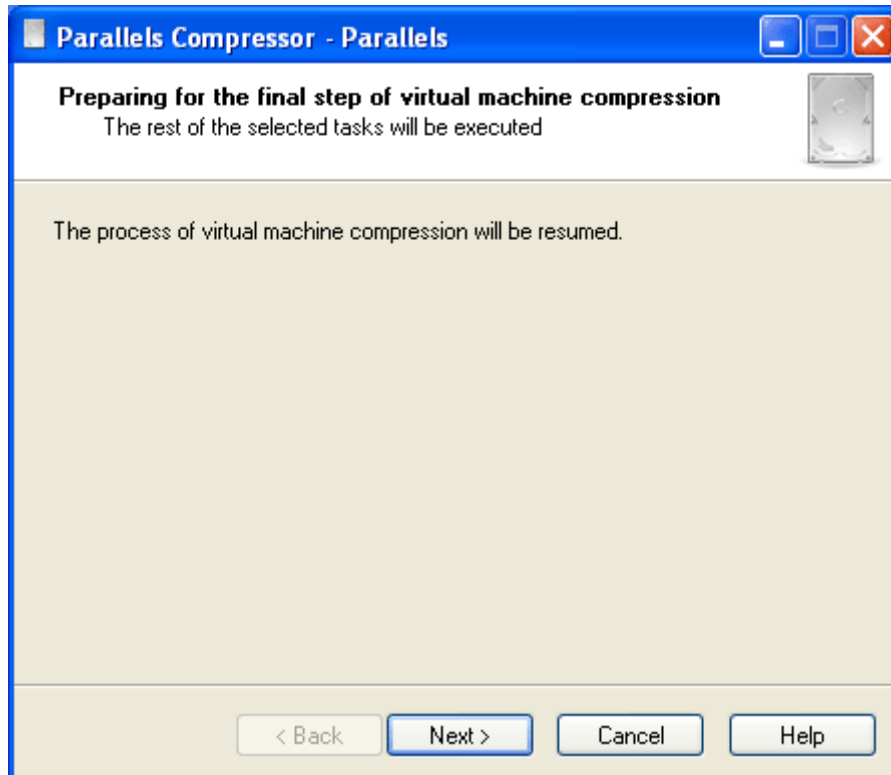 Parallels Compressor - Parallels
Preparing for the final step of virtual machine compression
The rest of the selected tasks will be executed
The process of virtual machine compression will be resumed.
< Back Next > Cancel Help